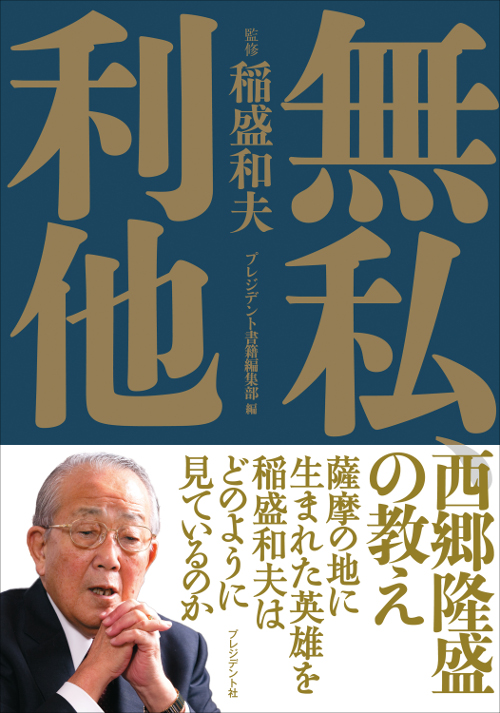 無私、
利他
監修 稲盛和夫
プレジデント書籍編集部 編
西郷隆盛
の教え
薩摩の地に
生まれた英雄を
稲盛和夫は
どのように
見ているのか
プレジデント社